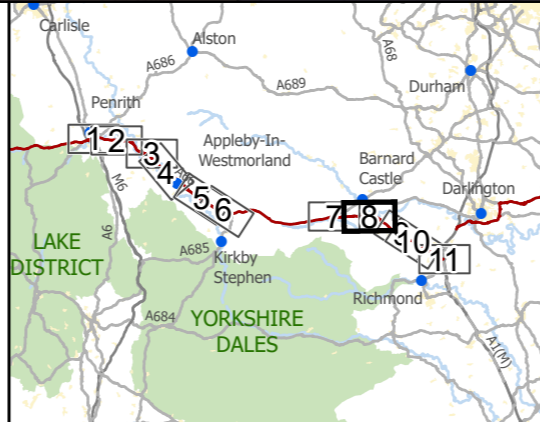 Carlisle
Alston
A686
A689
A68
Durham
Penrith
Appleby-In-
Westmorland
Barnard
Castle
Darlington
1
2
3
4
5
6
7
8
10
11
M6
A6
LAKE
DISTRICT
A685
Kirkby
Stephen
Richmond
A684
YORKSHIRE
DALES
A1(M)